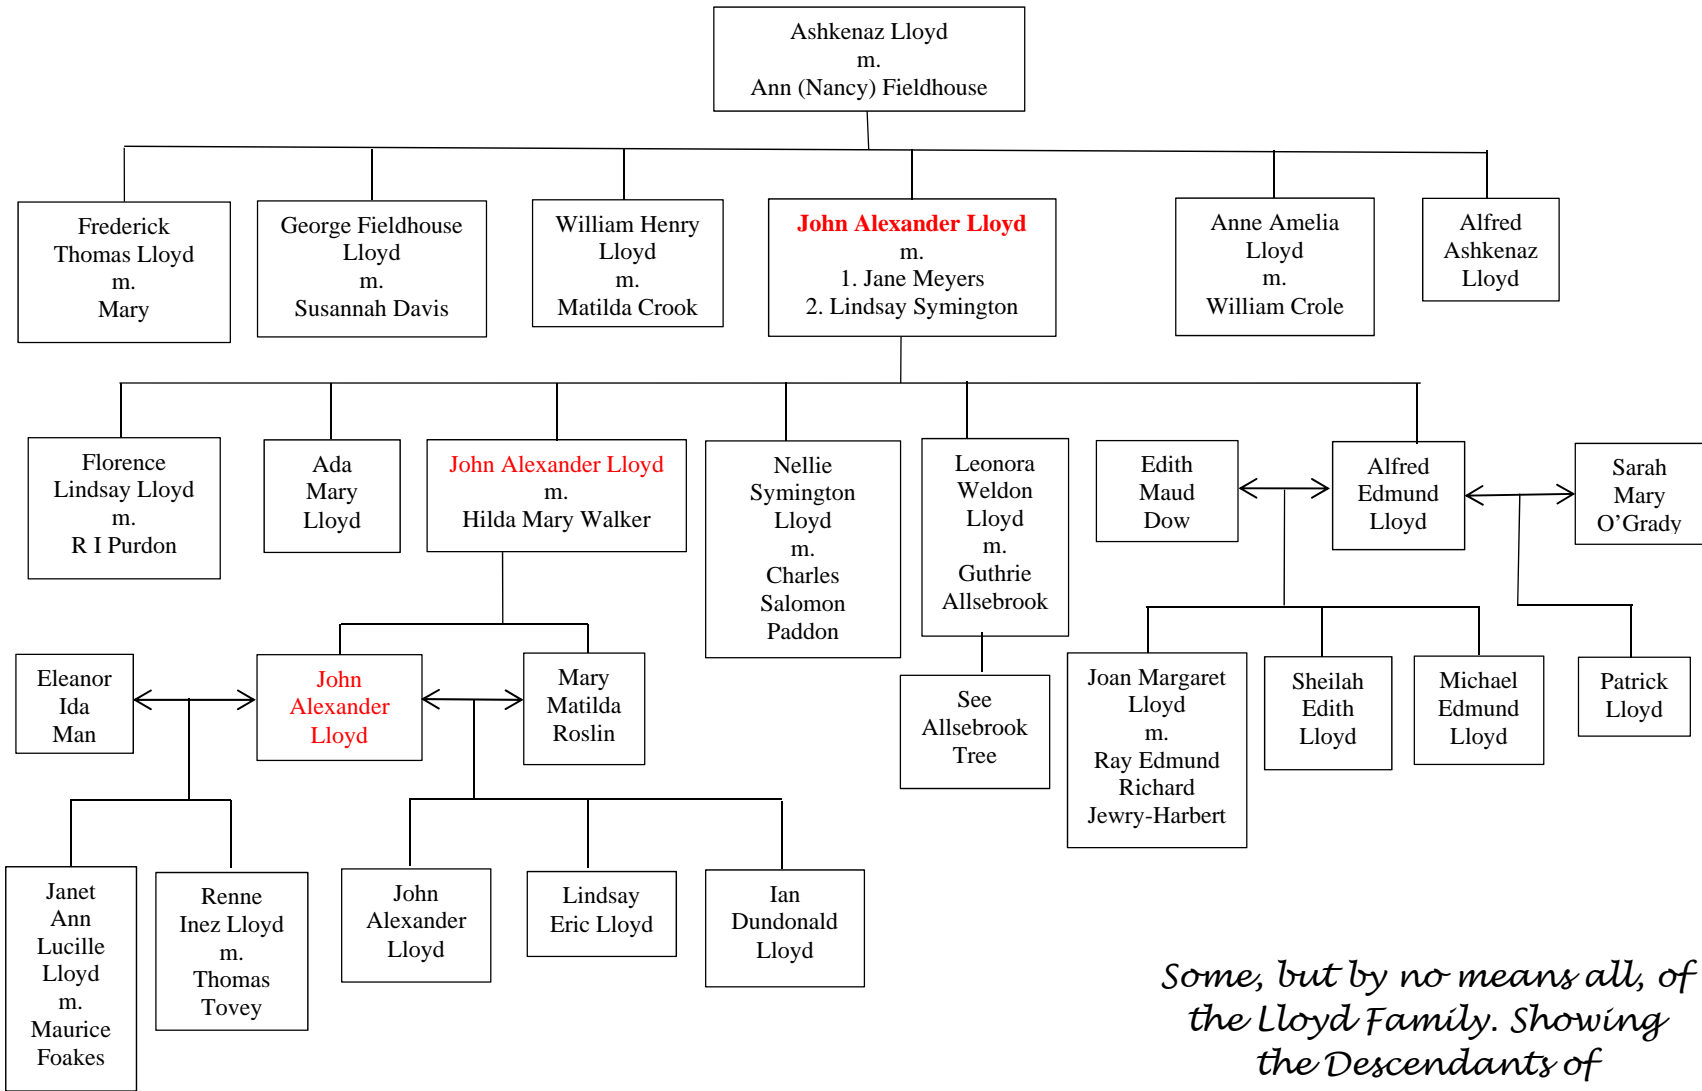 Ashkenaz Lloyd
m.
Ann (Nancy) Fieldhouse
Frederick
Thomas Lloyd
m.
Mary
George Fieldhouse
Lloyd
m.
Susannah Davis
William Henry
Lloyd
m.
Matilda Crook
John Alexander Lloyd
m.
1. Jane Meyers
2. Lindsay Symington
Anne Amelia
Lloyd
m.
William Crole
Alfred
Ashkenaz
Lloyd
Florence
Lindsay Lloyd
m.
R I Purdon
Ada
Mary
Lloyd
John Alexander Lloyd
m.
Hilda Mary Walker
Nellie
Symington
Lloyd
m.
Charles
Salomon
Paddon
Leonora
Weldon
Lloyd
m.
Guthrie
Allsebrook
Edith
Maud
Dow
Alfred
Edmund
Lloyd
Sarah
Mary
O’Grady
Eleanor
Ida
Man
John
Alexander
Lloyd
Mary
Matilda
Roslin
See
Allsebrook
Tree
Joan Margaret
Lloyd
m.
Ray Edmund
Richard
Jewry-Harbert
Sheilah
Edith
Lloyd
Michael
Edmund
Lloyd
Patrick
Lloyd
Janet
Ann
Lucille
Lloyd
m.
Maurice
Foakes
Renne
Inez Lloyd
m.
Thomas
Tovey
John
Alexander
Lloyd
Lindsay
Eric Lloyd
Ian
Dundonald
Lloyd
Some, but by no means all, of
the Lloyd Family. Showing
the Descendants of